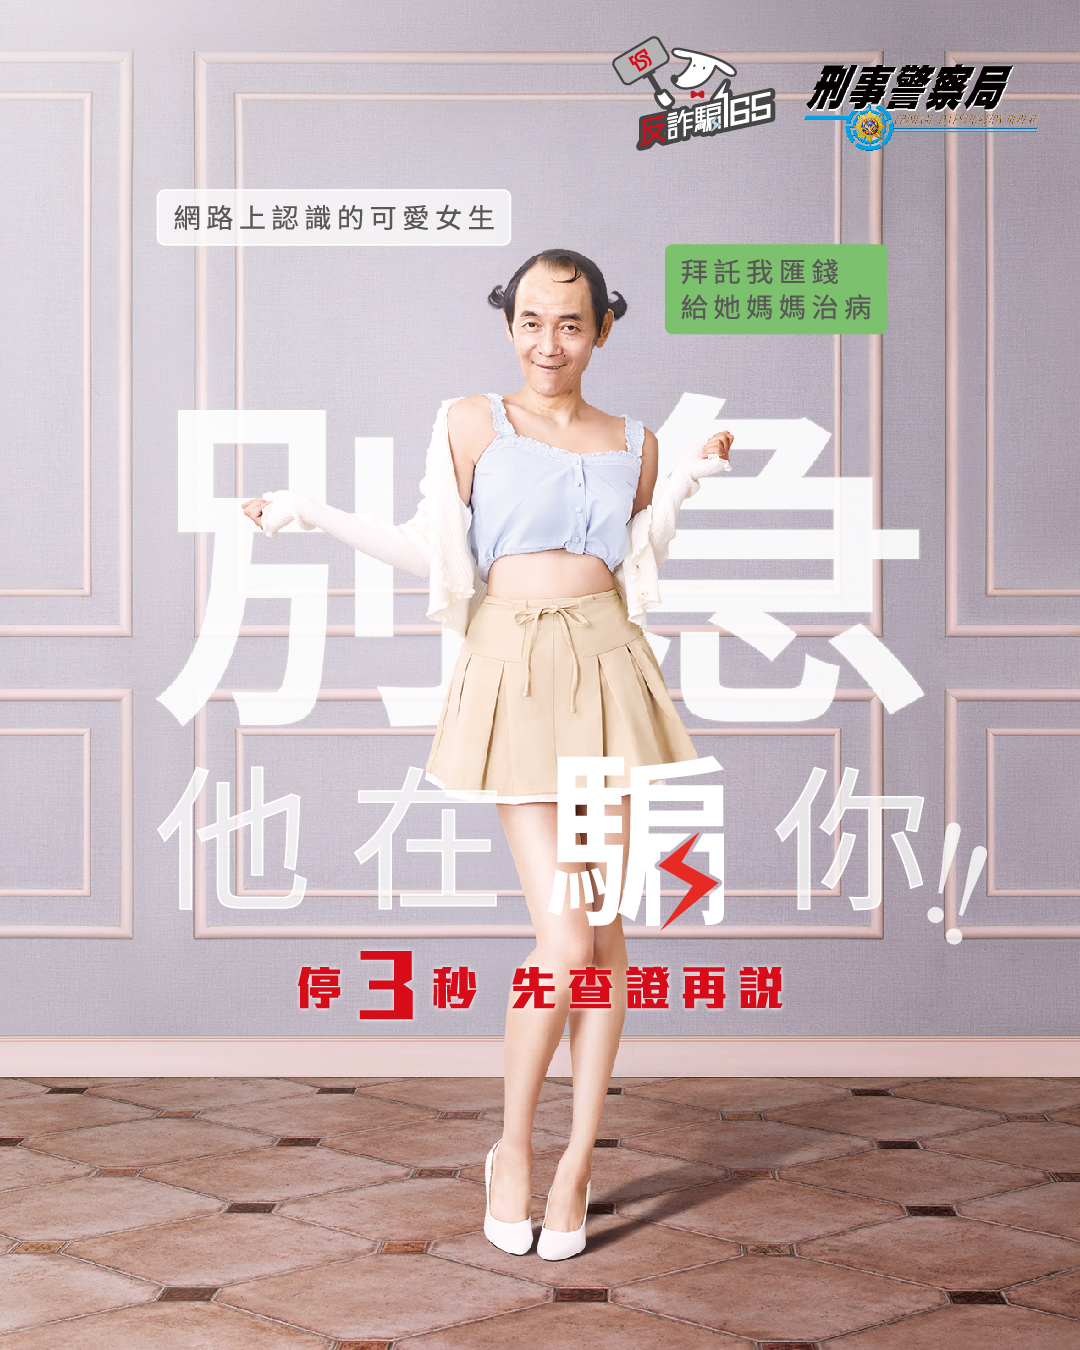 反詐騙165
刑事警察局
網路上認識的可愛女生
拜託我匯錢
給她媽媽治病
別急
他在騙你!!
停3秒 先查證再說